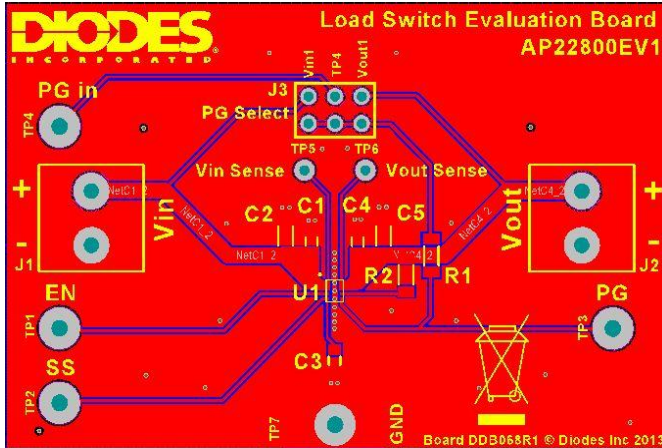 DIODES
INCORPORATED
Load Switch Evaluation Board
AP22800EV1
Vin1
TP4
Vout1
J3
PG in
TP4
PG Select
TP5
TP6
Vin Sense
Vout Sense
+
-
J1
Vin
NetC1_2
NetC1_2
NetC1_2
C2
C1
C4
C5
NetC4_2
NetC4_2
Vout
+
-
J2
R2
R1
U1
EN
TP1
PG
TP3
SS
TP2
C3
TP7
GND
Board DDB068R1 © Diodes Inc 2013